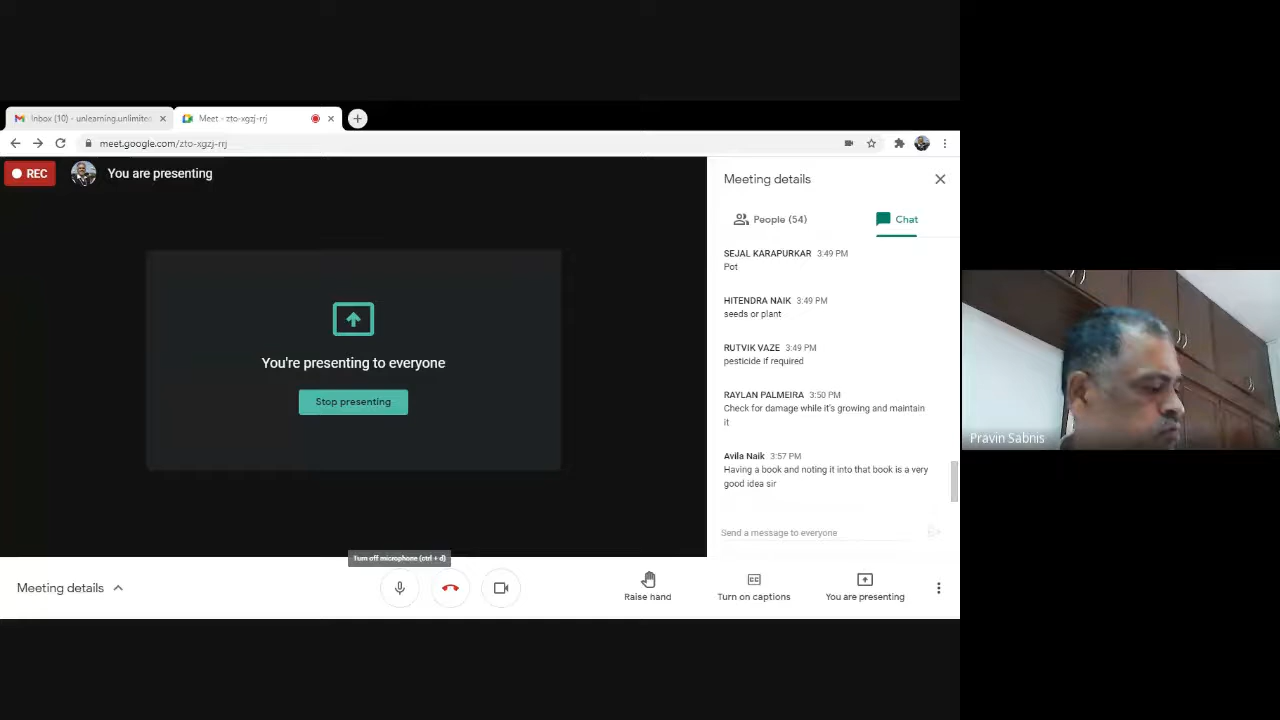 Inbox (10) - unlearning.unlimited
Meet - zto-xgzj-rrj
meet.google.com/zto-xgzj-rrj
REC
You are presenting
Meeting details
People (54)
Chat
SEJAL KARAPURKAR 3:49 PM
Pot
HITENDRA NAIK 3:49 PM
seeds or plant
RUTVIK VAZE 3:49 PM
pesticide if required
RAYLAN PALMEIRA 3:50 PM
Check for damage while it's growing and maintain
it
Avila Naik 3:57 PM
Having a book and noting it into that book is a very
good idea sir
Send a message to everyone
You're presenting to everyone
Stop presenting
Turn off microphone (ctrl + d)
Meeting details
Raise hand
Turn on captions
You are presenting
Pravin Sabnis